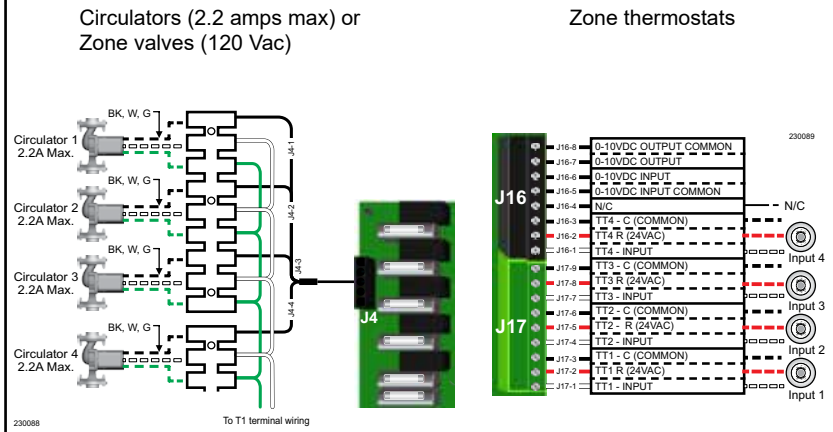 Circulators (2.2 amps max) or
Zone valves (120 Vac)
BK, W, G
Circulator 1
2.2A Max.
BK, W, G
Circulator 2
2.2A Max.
BK, W, G
Circulator 3
2.2A Max.
BK, W, G
Circulator 4
2.2A Max.
J4-1
J4-2
J4-3
J4-4
J4
To T1 terminal wiring
230088
Zone thermostats
230089
J16
J16-8 0-10VDC OUTPUT COMMON
J16-7 0-10VDC OUTPUT
J16-6 0-10VDC INPUT
J16-5 0-10VDC INPUT COMMON
J16-4 N/C N/C
J16-3 TT4 - C (COMMON)
J16-2 TT4 R (24VAC)
J16-1 TT4 - INPUT
Input 4
J17
J17-9 TT3 - C (COMMON)
J17-8 TT3 R (24VAC)
J17-7 TT3 - INPUT
Input 3
J17-6 TT2 - C (COMMON)
J17-5 TT2 - R (24VAC)
J17-4 TT2 - INPUT
Input 2
J17-3 TT1 - C (COMMON)
J17-2 TT1 R (24VAC)
J17-1 TT1 - INPUT
Input 1